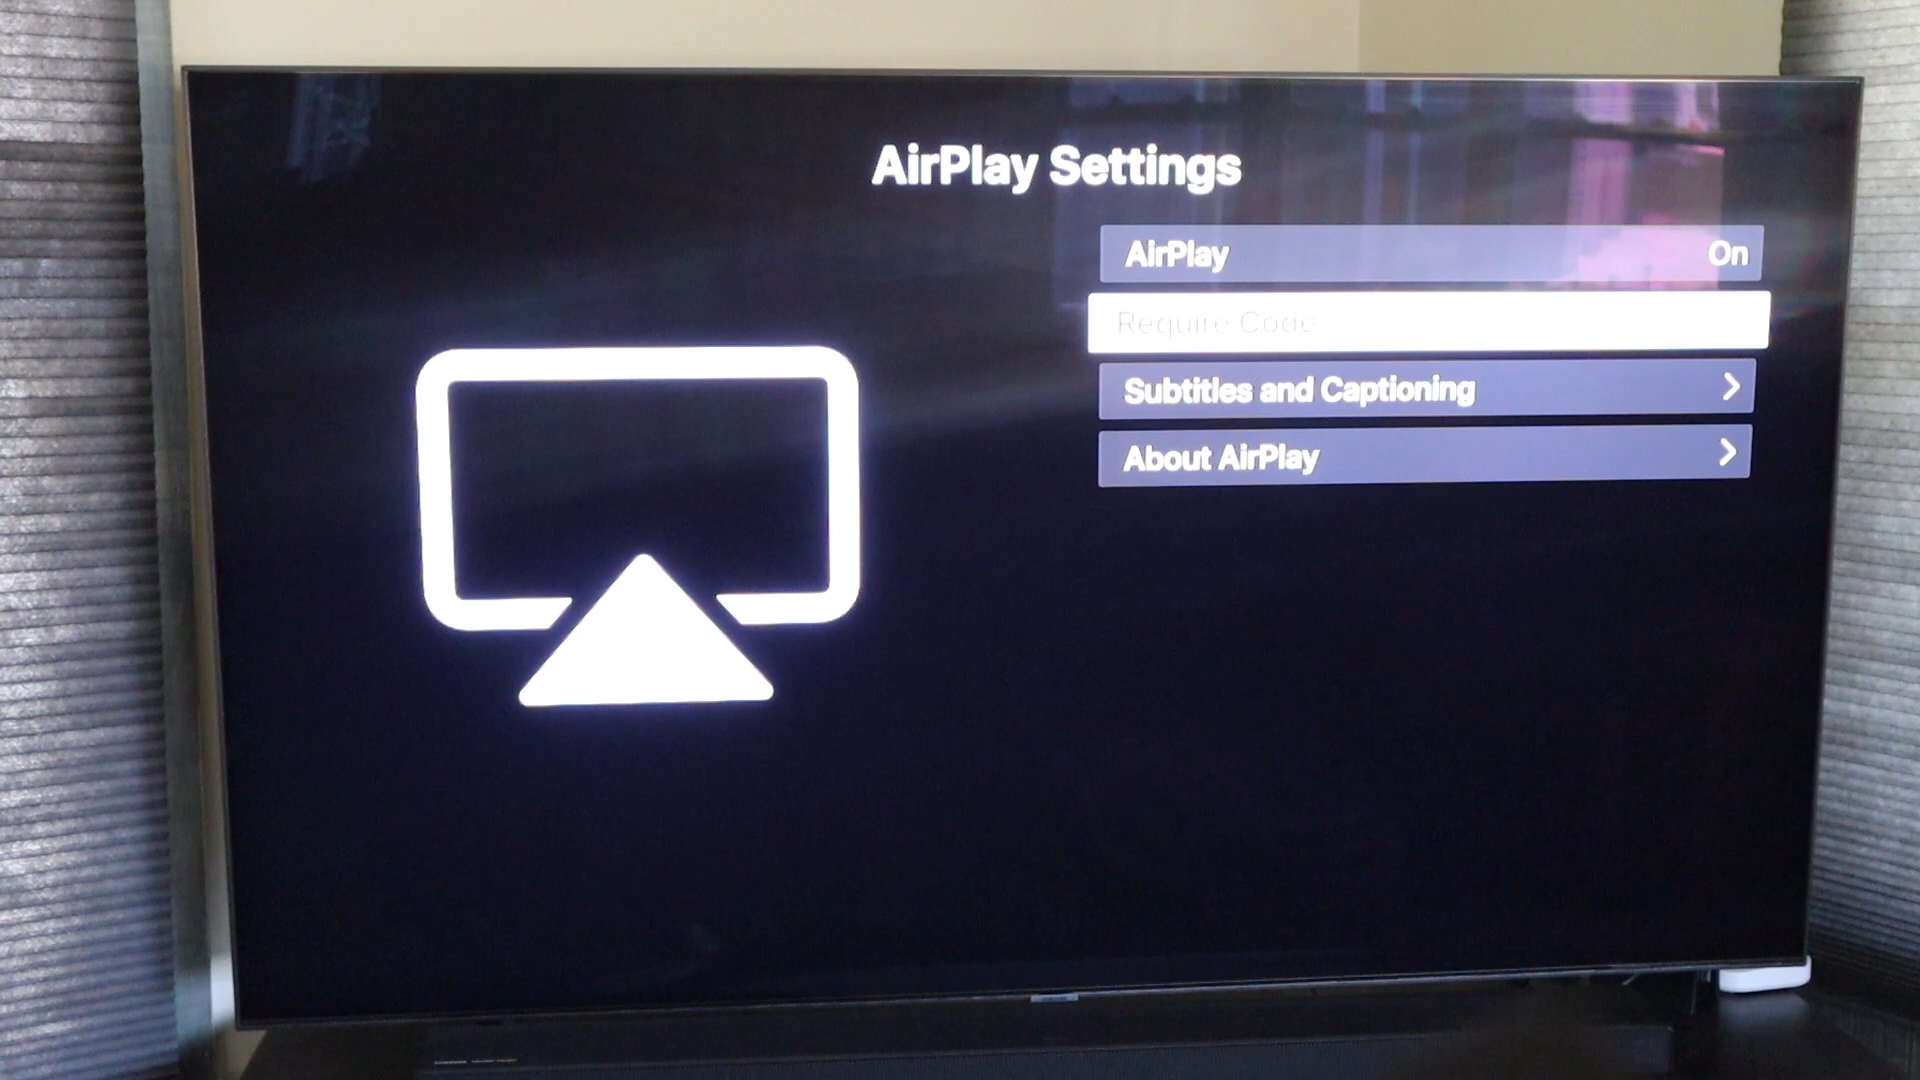 AirPlay Settings
AirPlay On
Require Code
Subtitles and Captioning
About AirPlay